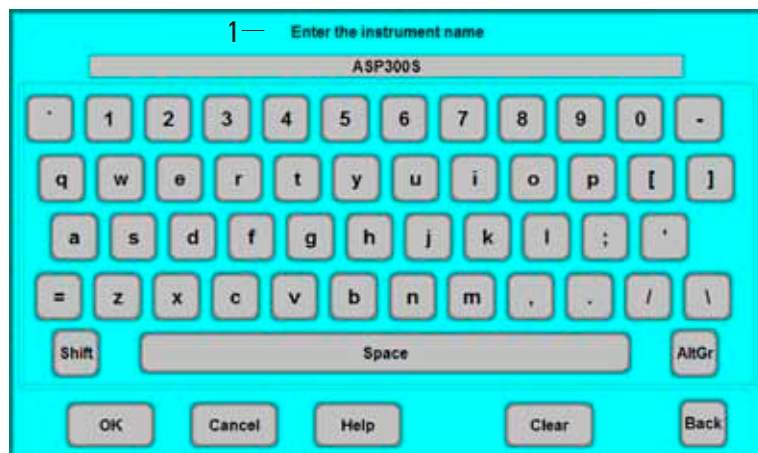 1— Enter the instrument name
ASP300S
` 1 2 3 4 5 6 7 8 9 0 -
q w e r t y u i o p [ ]
a s d f g h j k l ; '
= z x c v b n m , . / \
Shift Space AltGr
OK Cancel Help Clear Back